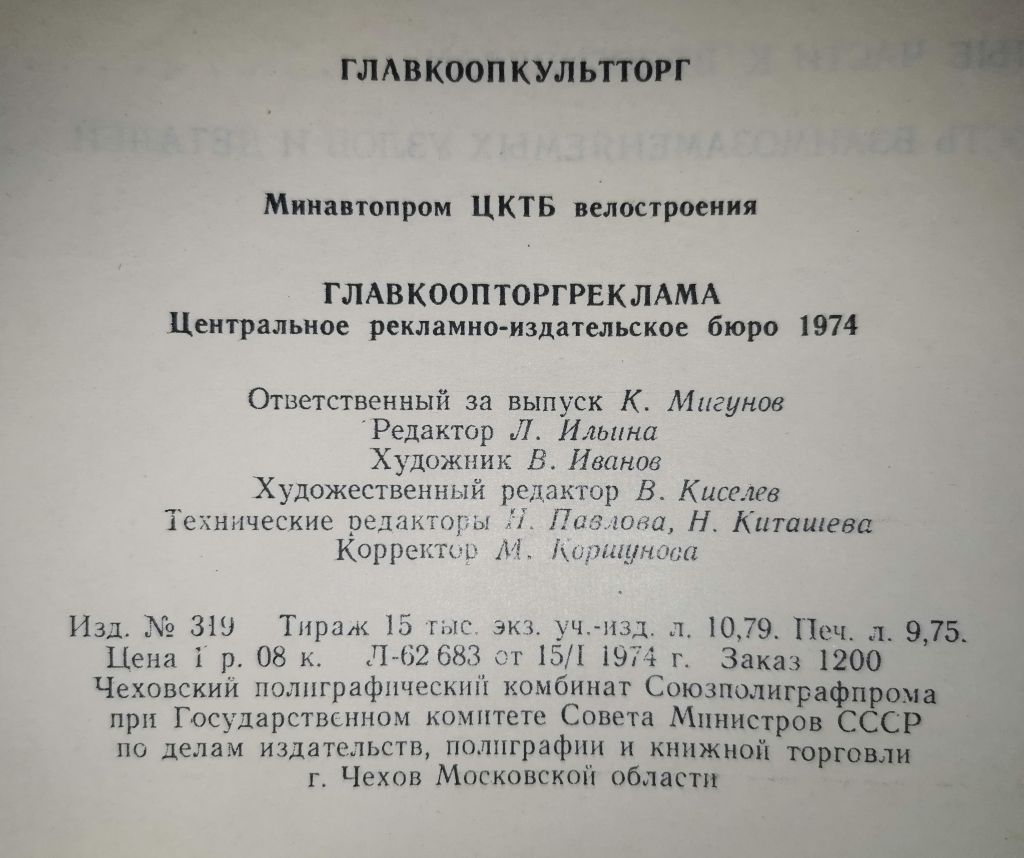 ГЛАВКООПКУЛЬТТОРГ
Минавтопром ЦКТБ велостроения
ГЛАВКООПТОРГРЕКЛАМА
Центральное рекламно-издательское бюро 1974
Ответственный за выпуск К. Мигунов
Редактор Л. Ильина
Художник В. Иванов
Художественный редактор В. Киселев
Технические редакторы Павлова, Н. Киташева
Корректор М. Коршунова
Изд. № 319 Тираж 15 тыс. экз. уч.-изд. л. 10,79. Печ. л. 9,75.
Цена 1 р. 08 к. Л-62 683 от 15/I 1974 г. Заказ 1200
Чеховский полиграфический комбинат Союзполиграфпрома
при Государственном комитете Совета Министров СССР
по делам издательств, полиграфии и книжной торговли
г. Чехов Московской области